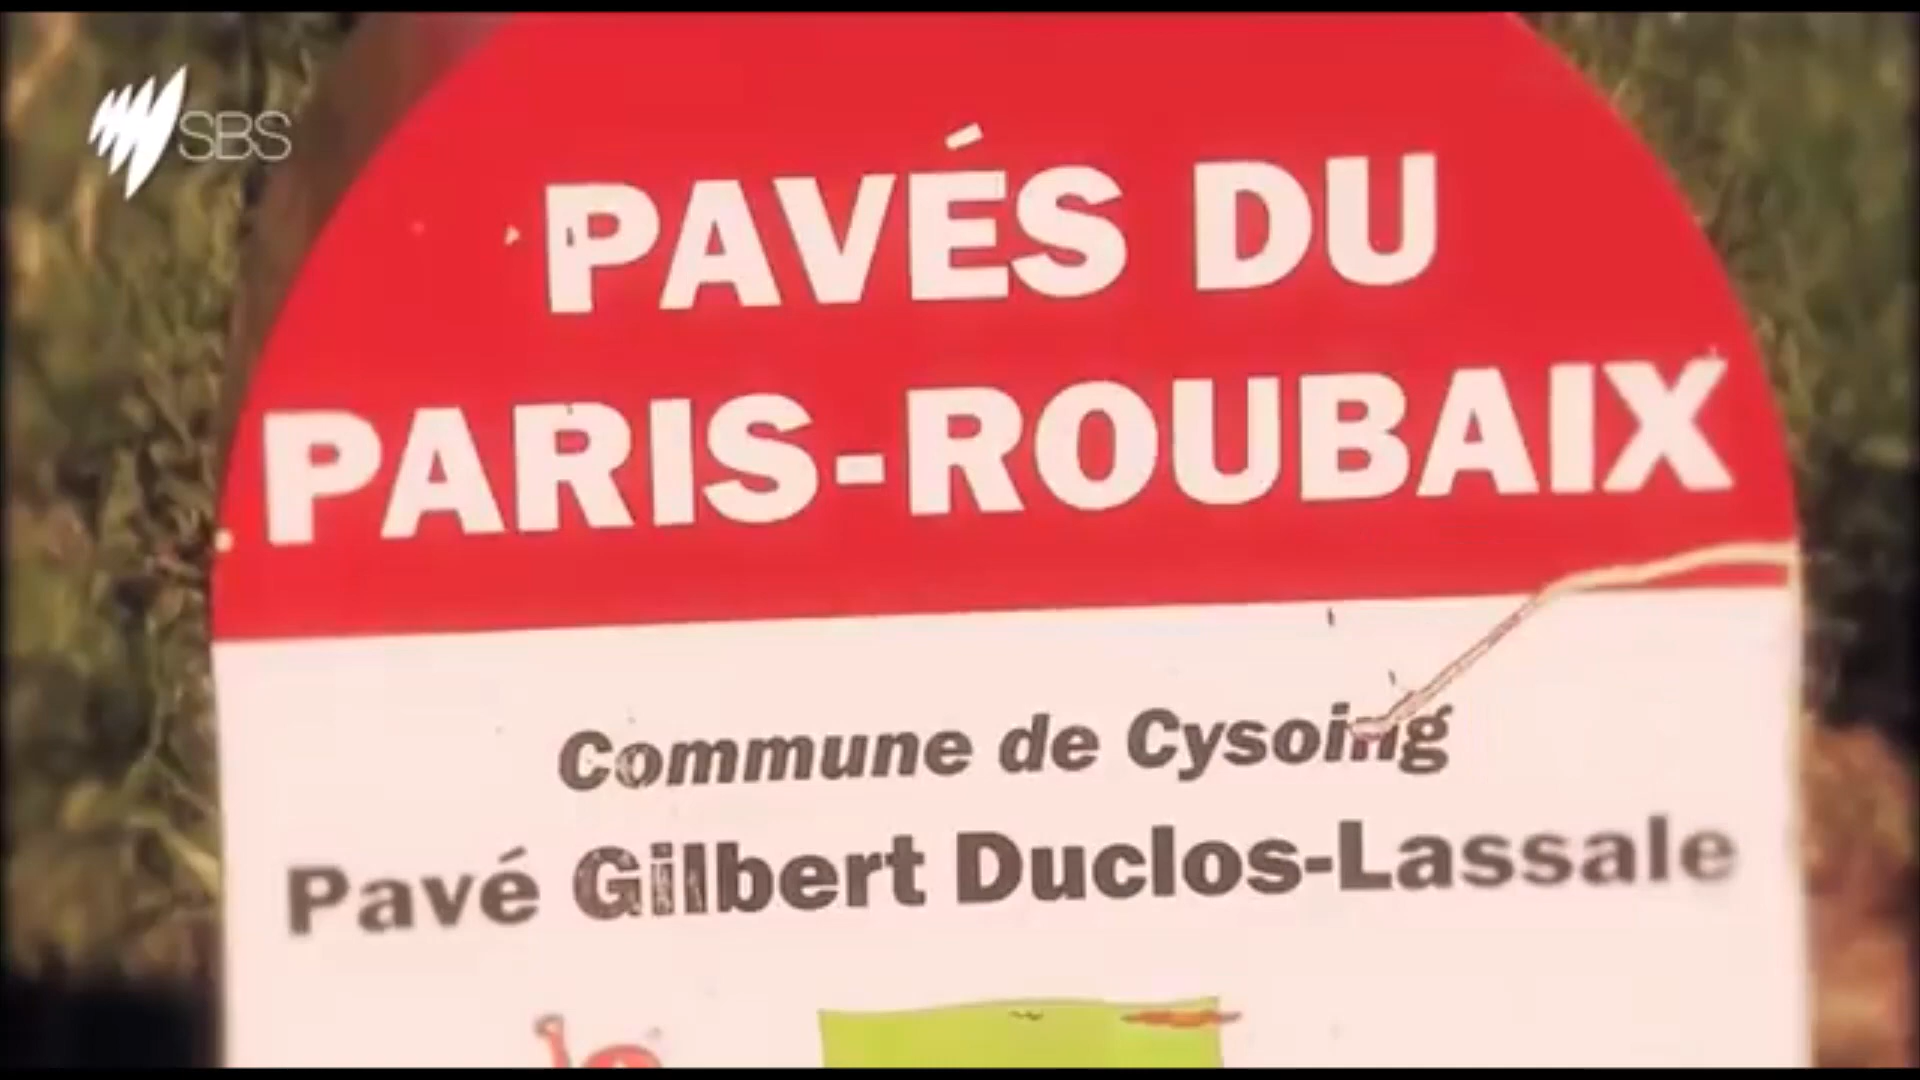 SBS
PAVÉS DU
PARIS-ROUBAIX
Commune de Cysoing
Pavé Gilbert Duclos-Lassale